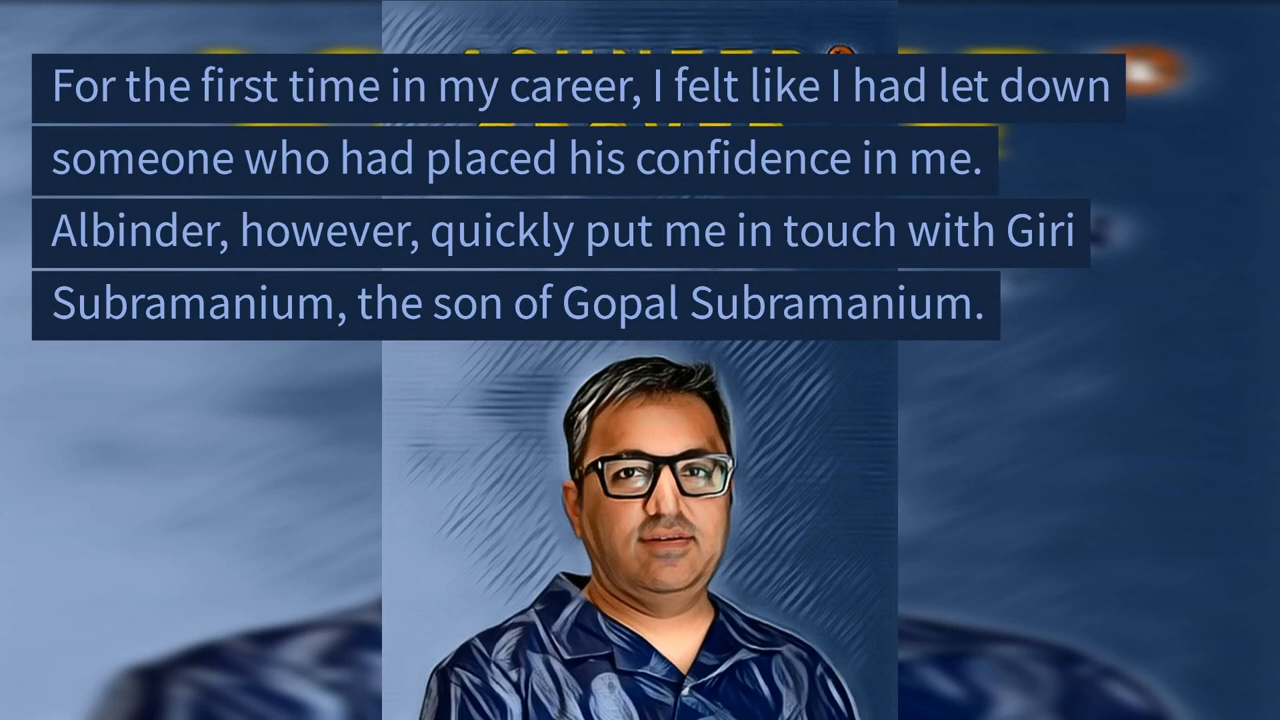 For the first time in my career, I felt like I had let down
someone who had placed his confidence in me.
Albinder, however, quickly put me in touch with Giri
Subramanium, the son of Gopal Subramanium.